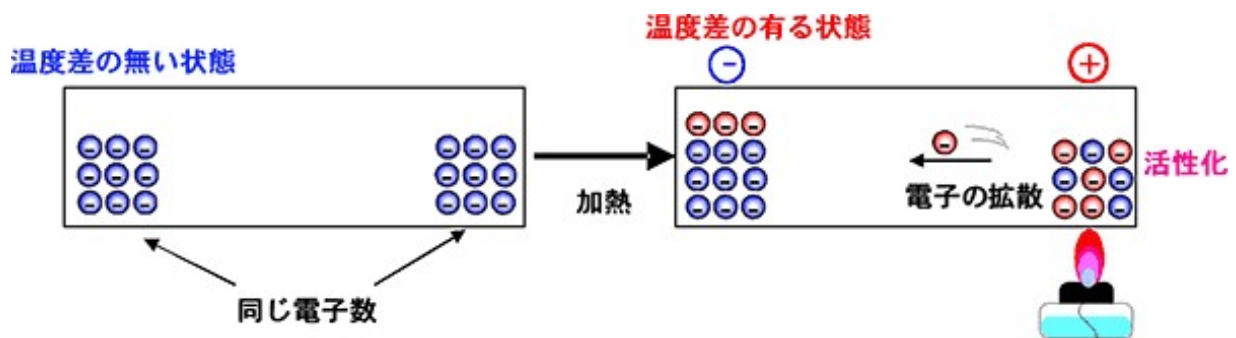 温度差の無い状態
同じ電子数
加熱
温度差の有る状態
-
+
電子の拡散
活性化